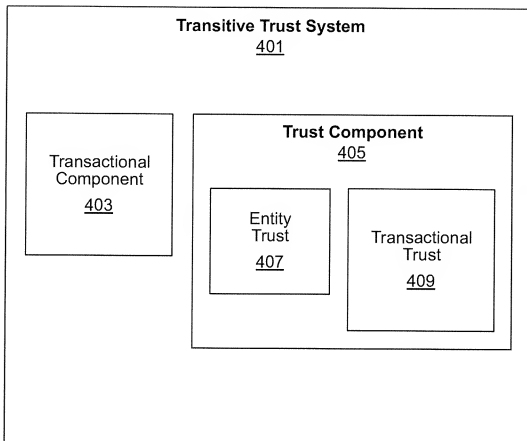 Transitive Trust System
401
Transactional
Component
403
Trust Component
405
Entity
Trust
407
Transactional
Trust
409